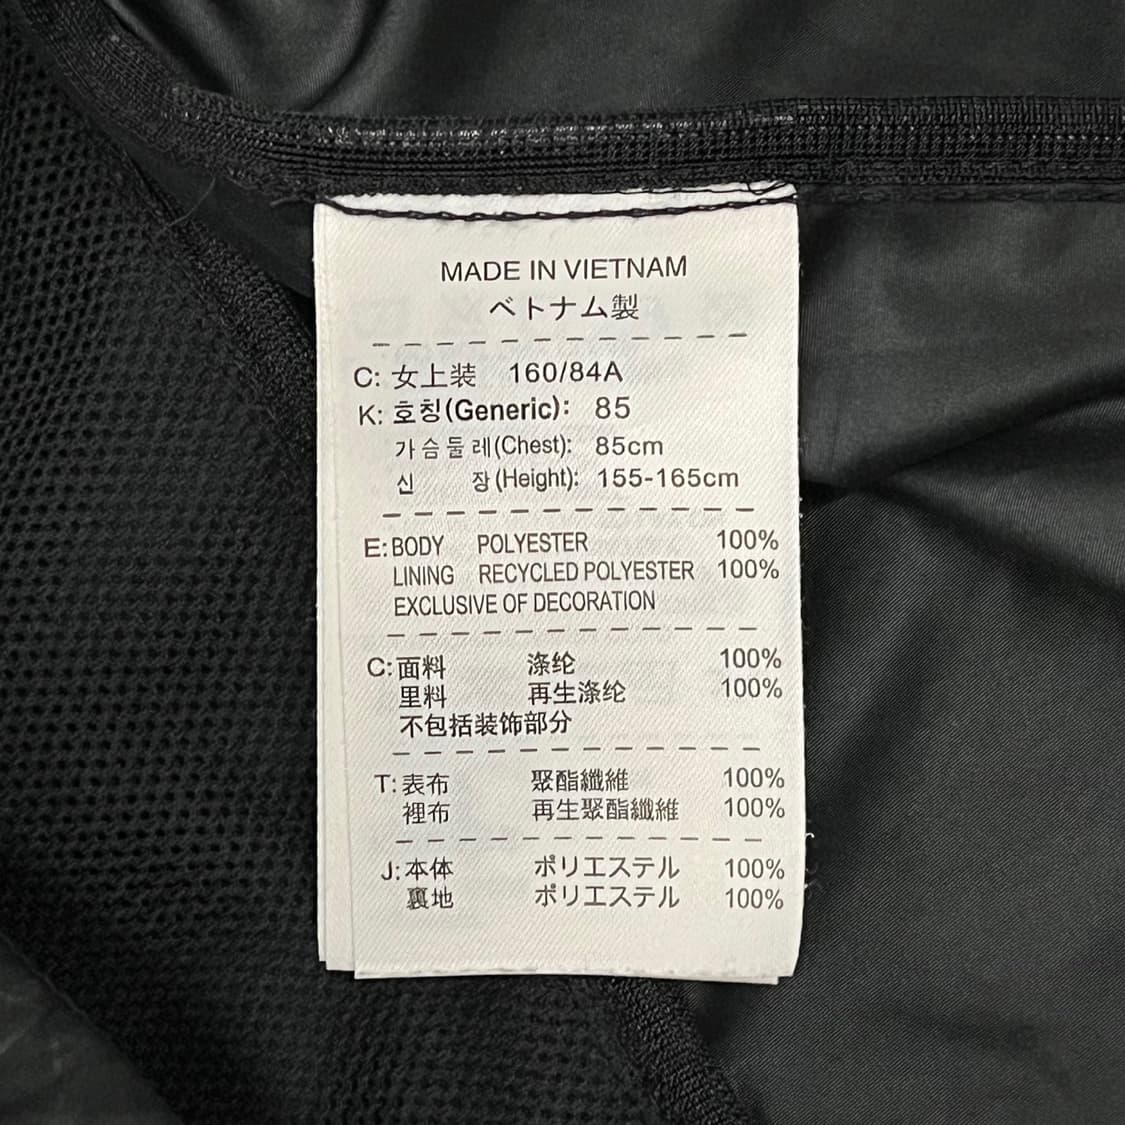 MADE IN VIETNAM
ベトナム製
C: 女上装 160/84A
K: 호칭(Generic): 85
가슴둘레(Chest): 85cm
신 장(Height): 155-165cm
E: BODY POLYESTER 100%
LINING RECYCLED POLYESTER 100%
EXCLUSIVE OF DECORATION
C: 面料 涤纶 100%
里料 再生涤纶 100%
不包括装饰部分
T: 表布 聚酯纖維 100%
裡布 再生聚酯纖維 100%
J: 本体 ポリエステル 100%
裏地 ポリエステル 100%